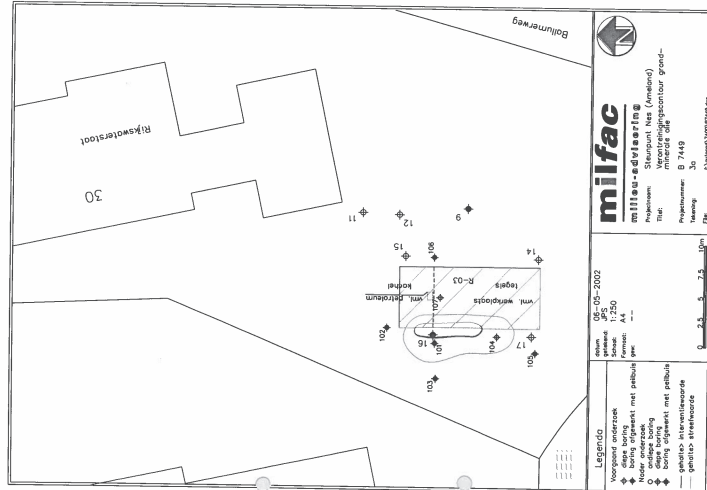 Ballumerweg
Rijkswaterstaat
30
11
12
9
15
106
14
R-03
vml. petroleum
kachel
vml. werkplaats
tegels
107
102
16
101
104
17
105
103
N
milfac
milieu-advisering
Projectnaam: Steunpunt Nes (Ameland)
Titel: Verontreinigingscontour grond-
minerale olie
Projectnummer: B 7449
Tekening: 3a
File:
datum 06-05-2002
getekend: JPS
Schaal: 1:250
Formaat: A4
gew: --
0 2.5 5 7.5 10m
Legenda
Voorgaand onderzoek
diepe boring
boring afgewerkt met peilbuis
Nader onderzoek
ondiepe boring
diepe boring
boring afgewerkt met peilbuis
gehalte> interventiewaarde
gehalte> streefwaarde